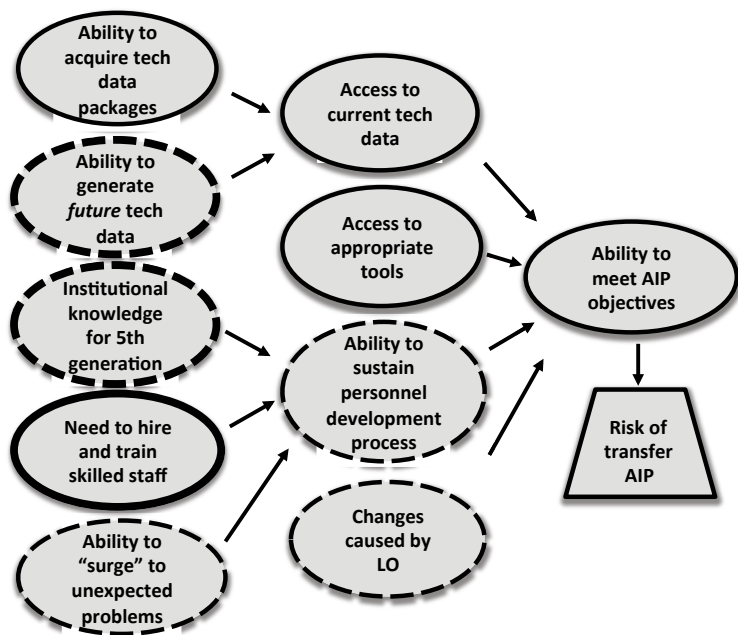 Ability to
acquire tech
data
packages
Ability to
generate
future tech
data
Institutional
knowledge
for 5th
generation
Need to hire
and train
skilled staff
Ability to
“surge” to
unexpected
problems
Access to
current tech
data
Access to
appropriate
tools
Ability to
sustain
personnel
development
process
Changes
caused by
LO
Ability to
meet AIP
objectives
Risk of
transfer
AIP